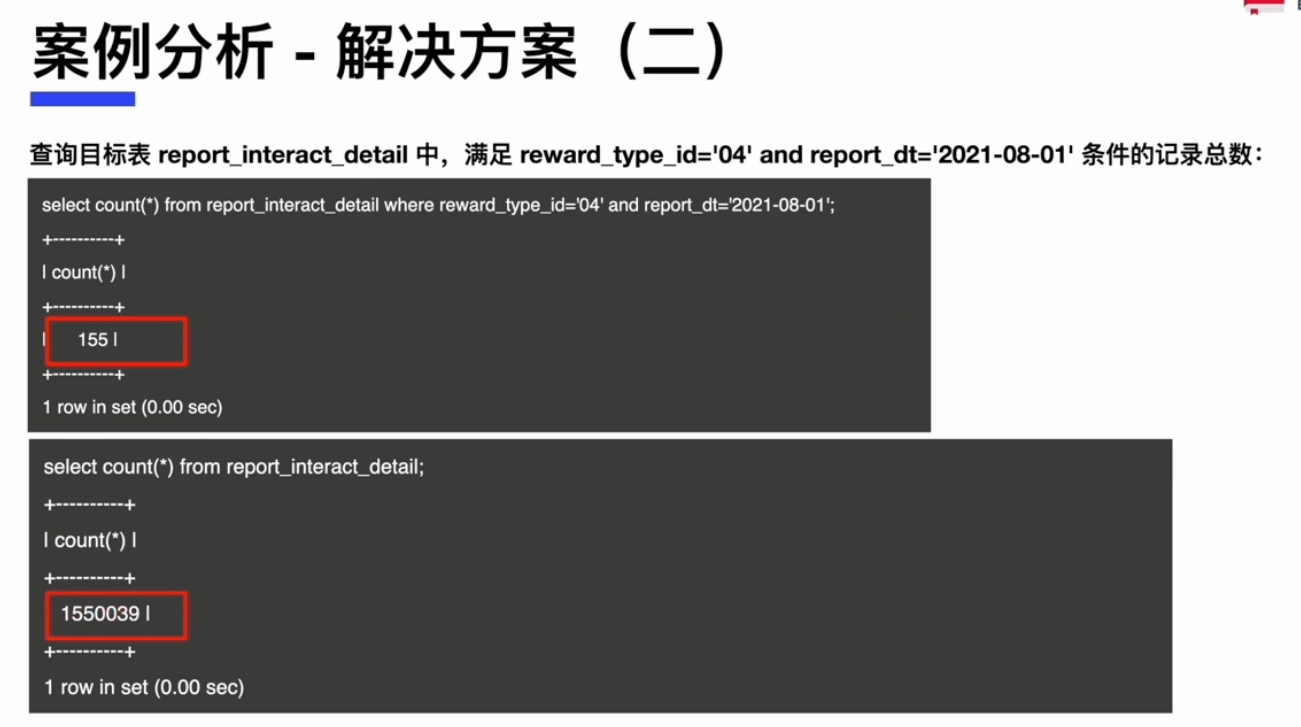 案例分析 - 解决方案（二）
查询目标表 report_interact_detail 中，满足 reward_type_id='04' and report_dt='2021-08-01' 条件的记录总数：
select count(*) from report_interact_detail where reward_type_id='04' and report_dt='2021-08-01';
+----------+
| count(*) |
+----------+
| 155 |
+----------+
1 row in set (0.00 sec)
select count(*) from report_interact_detail;
+----------+
| count(*) |
+----------+
1550039 |
+----------+
1 row in set (0.00 sec)